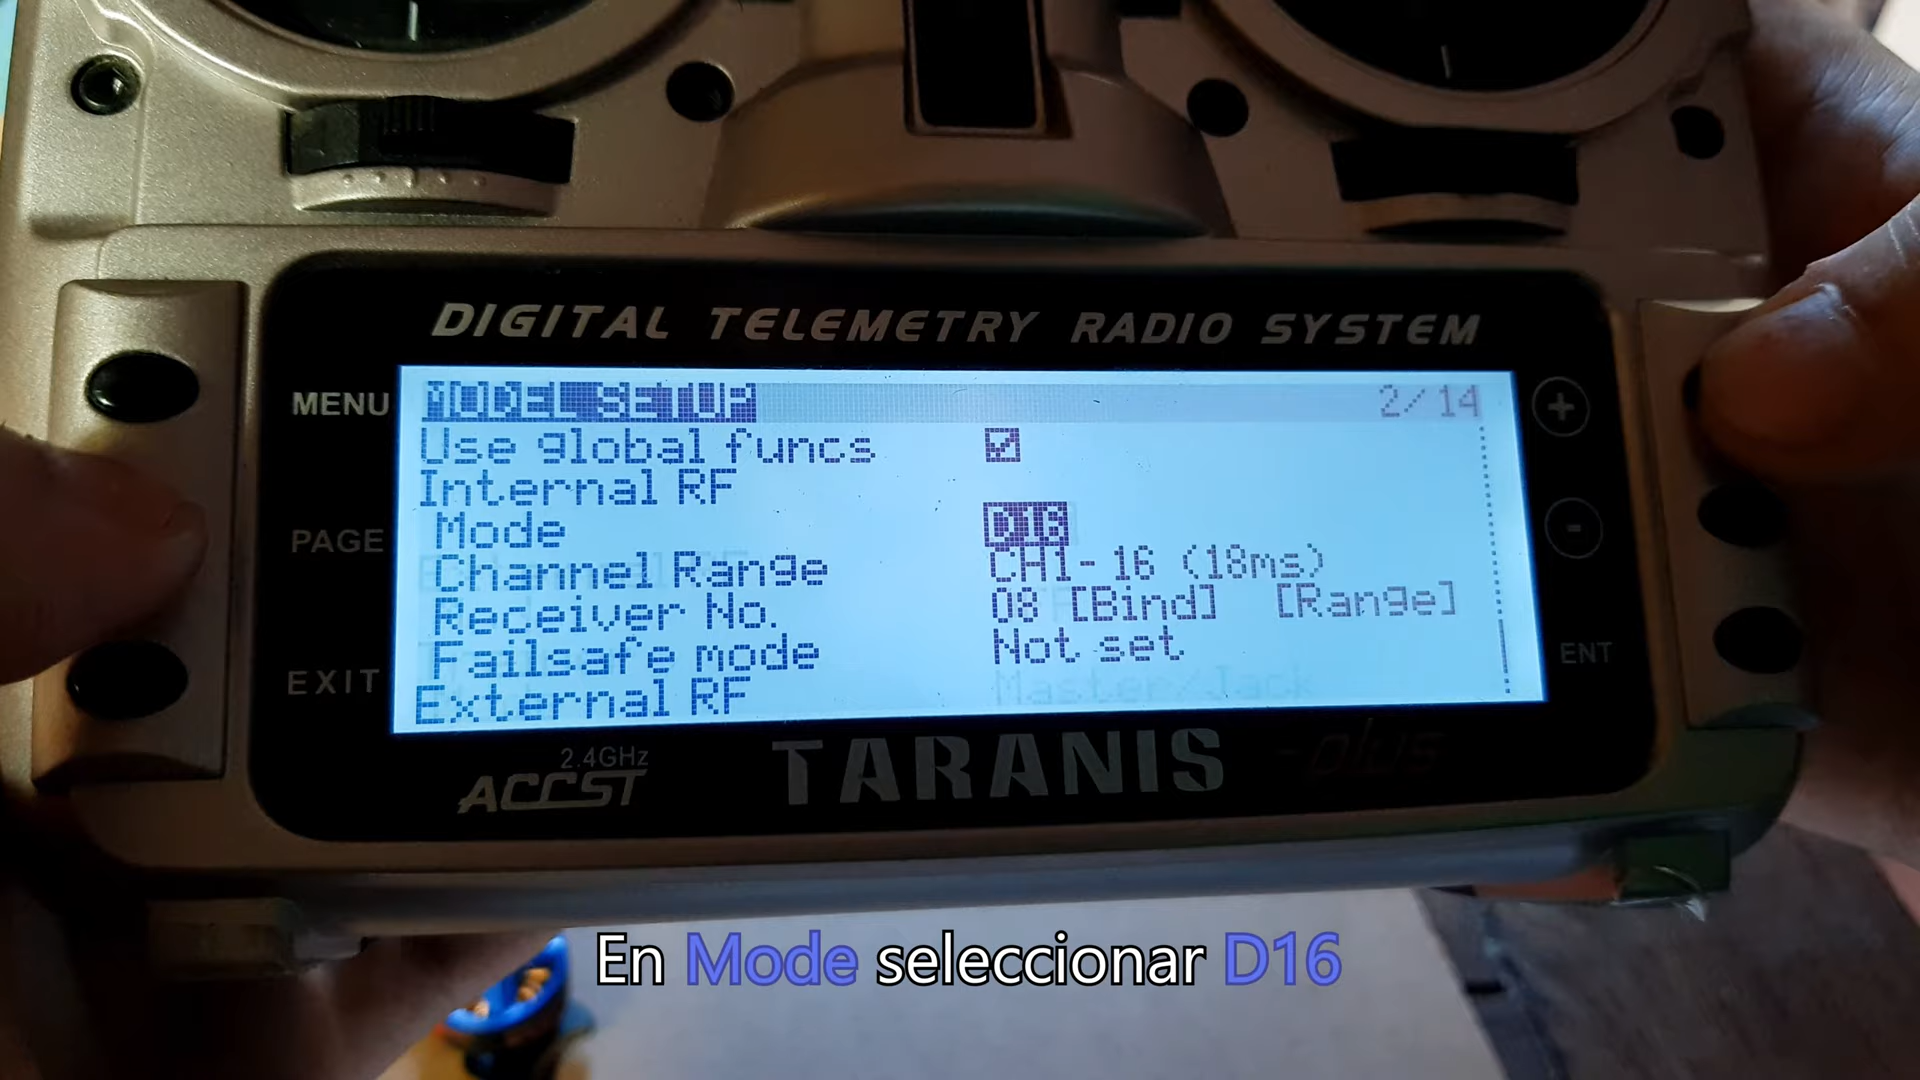 DIGITAL TELEMETRY RADIO SYSTEM
MENU
PAGE
EXIT
MODEL SETUP 2/14
Use global funcs
Internal RF
Mode D16
Channel Range CH1-16 (18ms)
Receiver No. 08 [Bind] [Range]
Failsafe mode Not set
External RF
+
-
ENT
2.4GHz
ACCST
TARANIS -plus
En Mode seleccionar D16